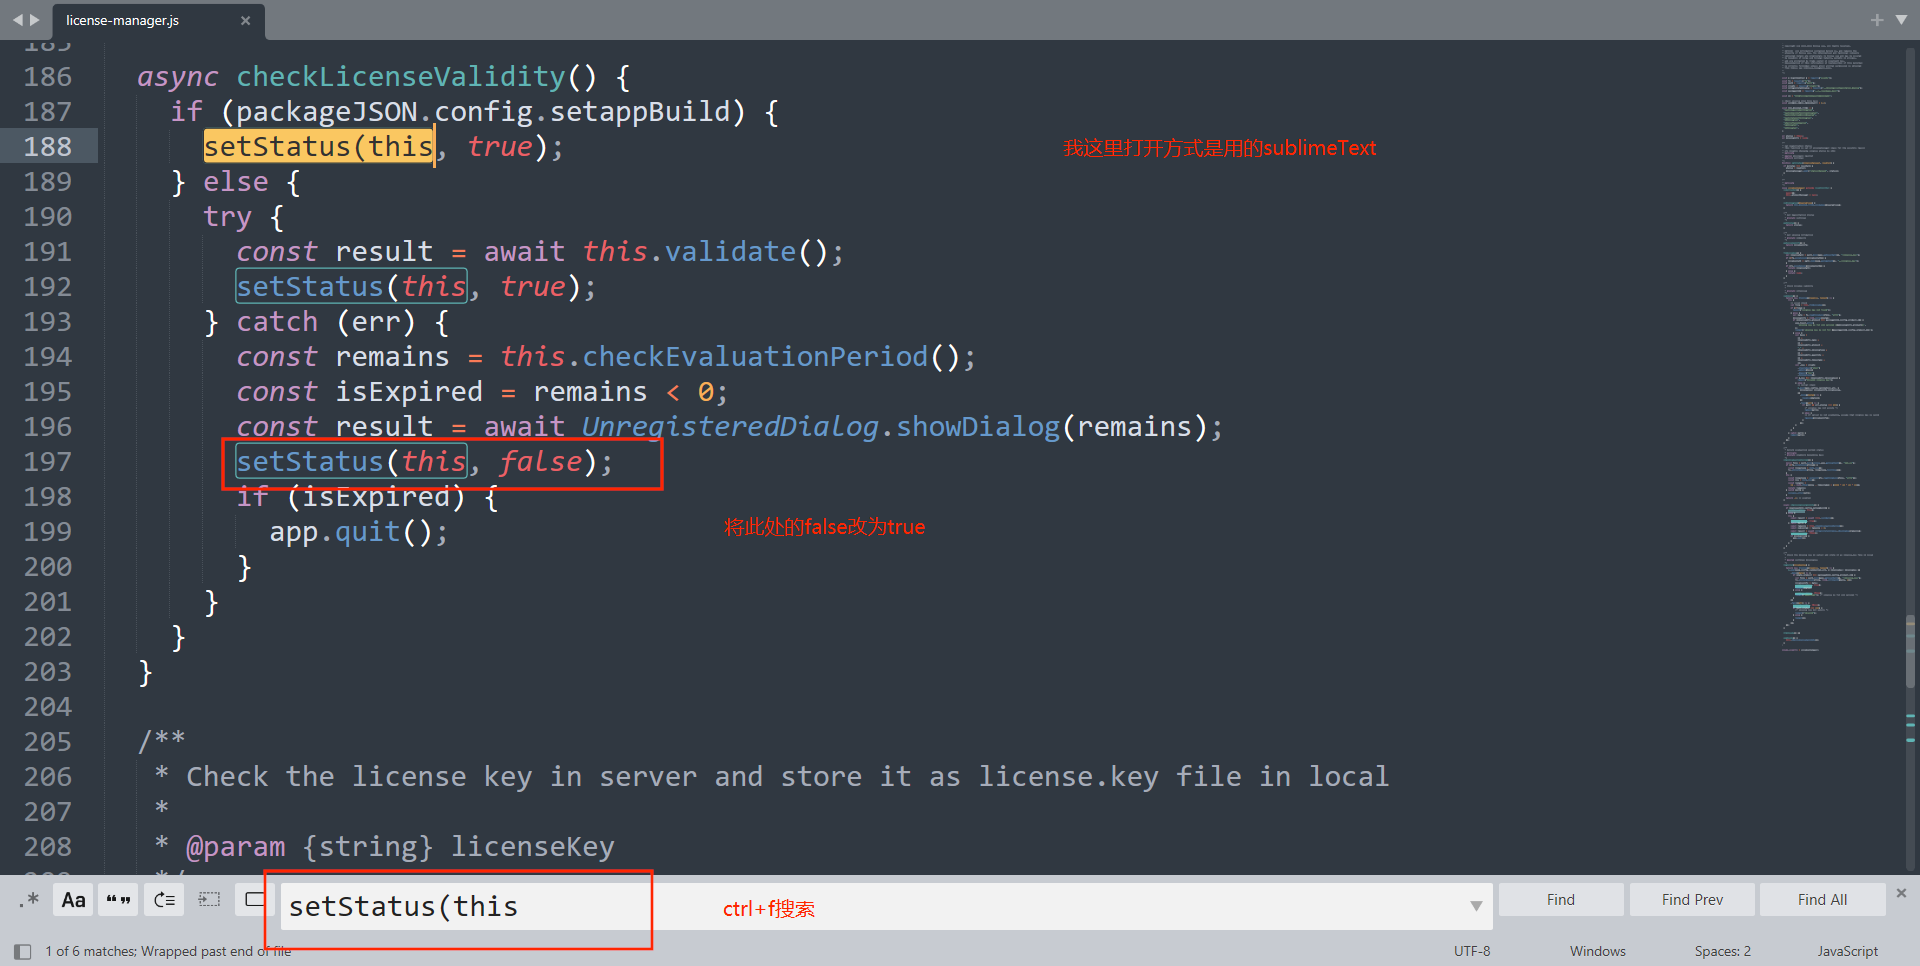 license-manager.js
185
186 async checkLicenseValidity() {
187 if (packageJSON.config.setappBuild) {
188 setStatus(this, true);
我这里打开方式是用的sublimeText
189 } else {
190 try {
191 const result = await this.validate();
192 setStatus(this, true);
193 } catch (err) {
194 const remains = this.checkEvaluationPeriod();
195 const isExpired = remains < 0;
196 const result = await UnregisteredDialog.showDialog(remains);
197 setStatus(this, false);
198 if (isExpired) {
将此处的false改为true
199 app.quit();
200 }
201 }
202 }
203 }
204
205 /**
206 * Check the license key in server and store it as license.key file in local
207 *
208 * @param {string} licenseKey
.* Aa “” setStatus(this ctrl+f搜索 Find Find Prev Find All
1 of 6 matches; Wrapped past end of file UTF-8 Windows Spaces: 2 JavaScript